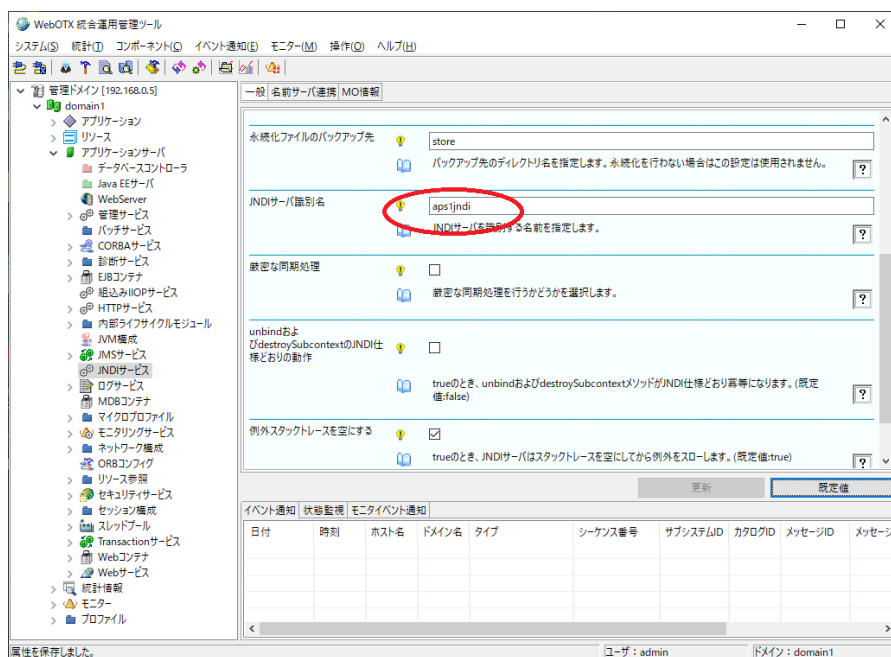 WebOTX 統合運用管理ツール
システム(S) 統計(T) コンポーネント(C) イベント通知(E) モニター(M) 操作(O) ヘルプ(H)
管理ドメイン [192.168.0.5]
domain1
アプリケーション
リソース
アプリケーションサーバ
データベースコントローラ
Java EEサーバ
WebServer
管理サービス
バッチサービス
CORBAサービス
診断サービス
EJBコンテナ
組込みIIOPサービス
HTTPサービス
内部ライフサイクルモジュール
JVM構成
JMSサービス
JNDIサービス
ログサービス
MDBコンテナ
マイクロプロファイル
モニタリングサービス
ネットワーク構成
ORBコンフィグ
リソース参照
セキュリティサービス
セッション構成
スレッドプール
Transactionサービス
Webコンテナ
Webサービス
統計情報
モニター
プロファイル
一般 名前サーバ連携 MO情報
永続化ファイルのバックアップ先
store
バックアップ先のディレクトリ名を指定します。永続化を行わない場合はこの設定は使用されません。
?
JNDIサーバ識別名
aps1jndi
JNDIサーバを識別する名前を指定します。
?
厳密な同期処理
厳密な同期処理を行うかどうかを選択します。
?
unbindおよ
びdestroySubcontextのJNDI仕
様どおりの動作
trueのとき、unbindおよびdestroySubcontextメソッドがJNDI仕様どおり冪等になります。(既定
値:false)
?
例外スタックトレースを空にする
trueのとき、JNDIサーバはスタックトレースを空にしてから例外をスローします。(既定値:true)
?
更新 既定値
イベント通知 状態監視 モニタイベント通知
日付 時刻 ホスト名 ドメイン名 タイプ シーケンス番号 サブシステムID カタログID メッセージID メッセージ
属性を保存しました。 ユーザ : admin ドメイン : domain1